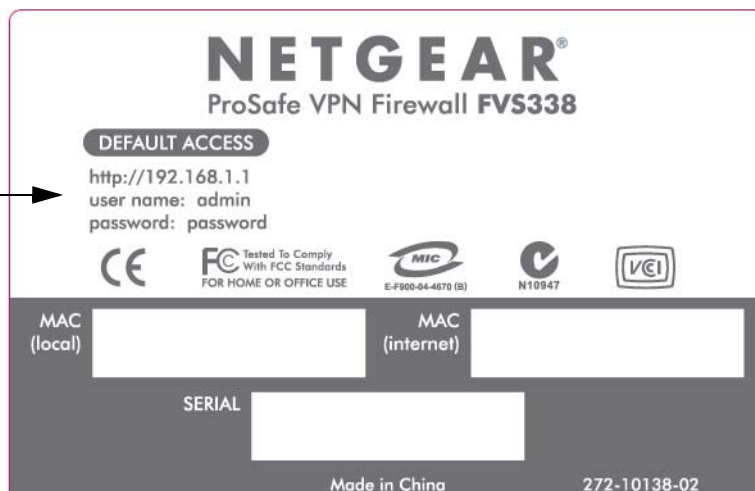 NETGEAR®
ProSafe VPN Firewall FVS338
DEFAULT ACCESS
http://192.168.1.1
user name: admin
password: password
CE
FC Tested To Comply
With FCC Standards
FOR HOME OR OFFICE USE
MIC
E-F900-04-4670 (B)
N10947
VCI
MAC
(local)
MAC
(internet)
SERIAL
Made in China
272-10138-02